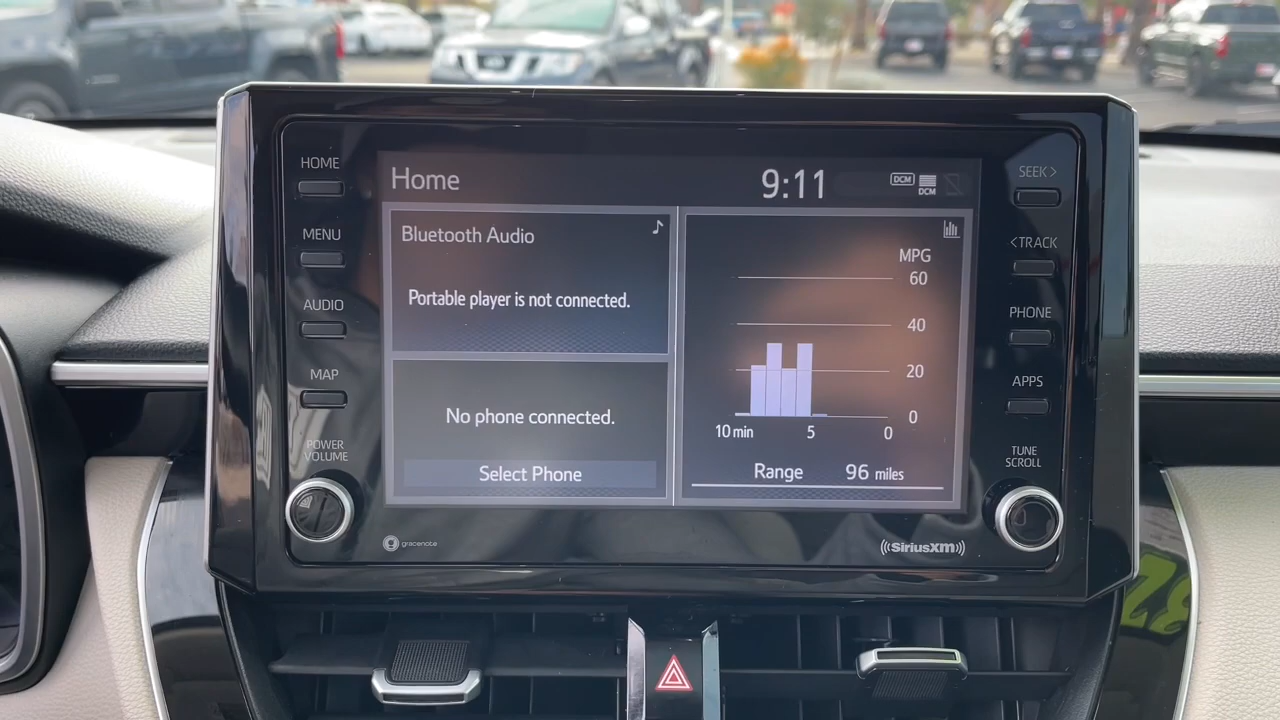 HOME
MENU
AUDIO
MAP
POWER
VOLUME
Home
9:11
DCM
DCM
Bluetooth Audio
Portable player is not connected.
No phone connected.
Select Phone
MPG
60
40
20
0
10 min 5 0
Range 96 miles
SEEK >
< TRACK
PHONE
APPS
TUNE
SCROLL
gracenote
((SiriusXM))